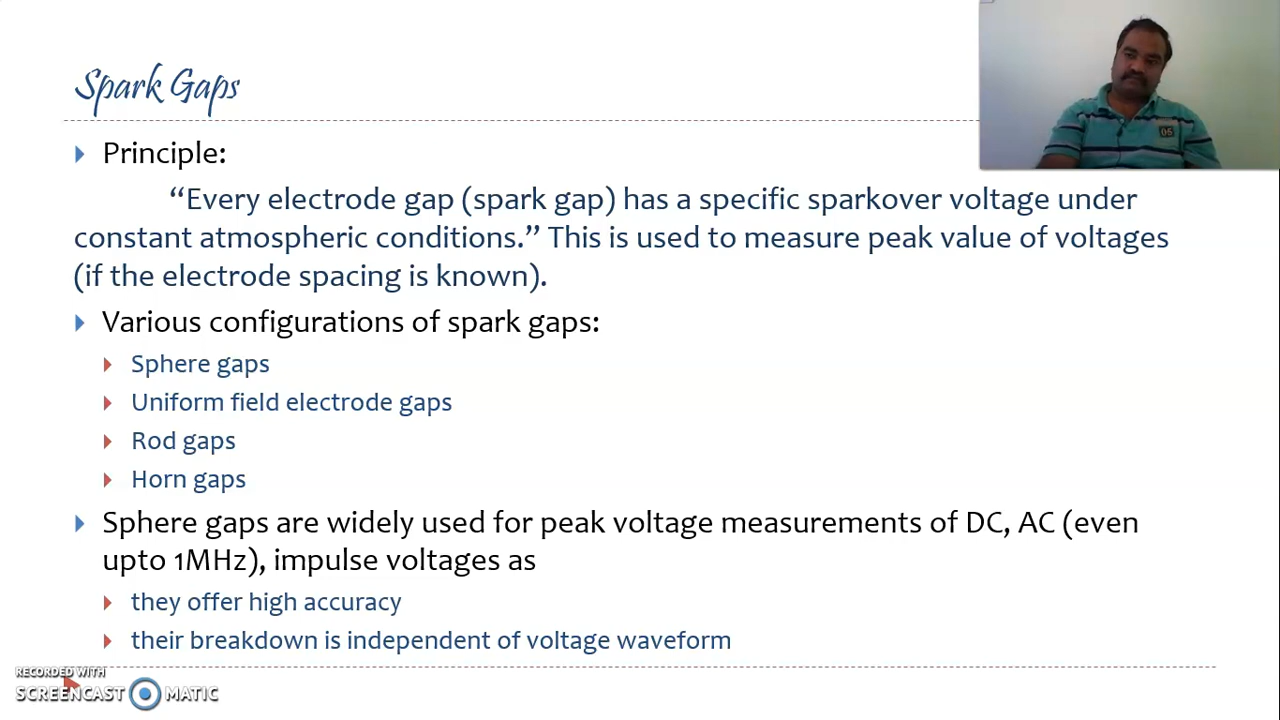 Spark Gaps
05
Principle:
“Every electrode gap (spark gap) has a specific sparkover voltage under
constant atmospheric conditions.” This is used to measure peak value of voltages
(if the electrode spacing is known).
Various configurations of spark gaps:
Sphere gaps
Uniform field electrode gaps
Rod gaps
Horn gaps
Sphere gaps are widely used for peak voltage measurements of DC, AC (even
upto 1MHz), impulse voltages as
they offer high accuracy
their breakdown is independent of voltage waveform
RECORDED WITH
SCREENCAST MATIC